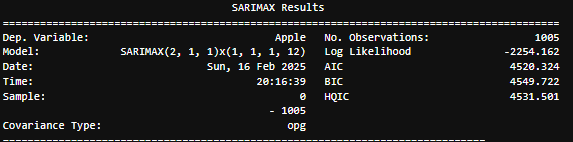 SARIMAX Results
==============================================================================================
Dep. Variable: Apple No. Observations: 1005
Model: SARIMAX(2, 1, 1)x(1, 1, 1, 12) Log Likelihood -2254.162
Date: Sun, 16 Feb 2025 AIC 4520.324
Time: 20:16:39 BIC 4549.722
Sample: 0 HQIC 4531.501
- 1005
Covariance Type: opg
==============================================================================================